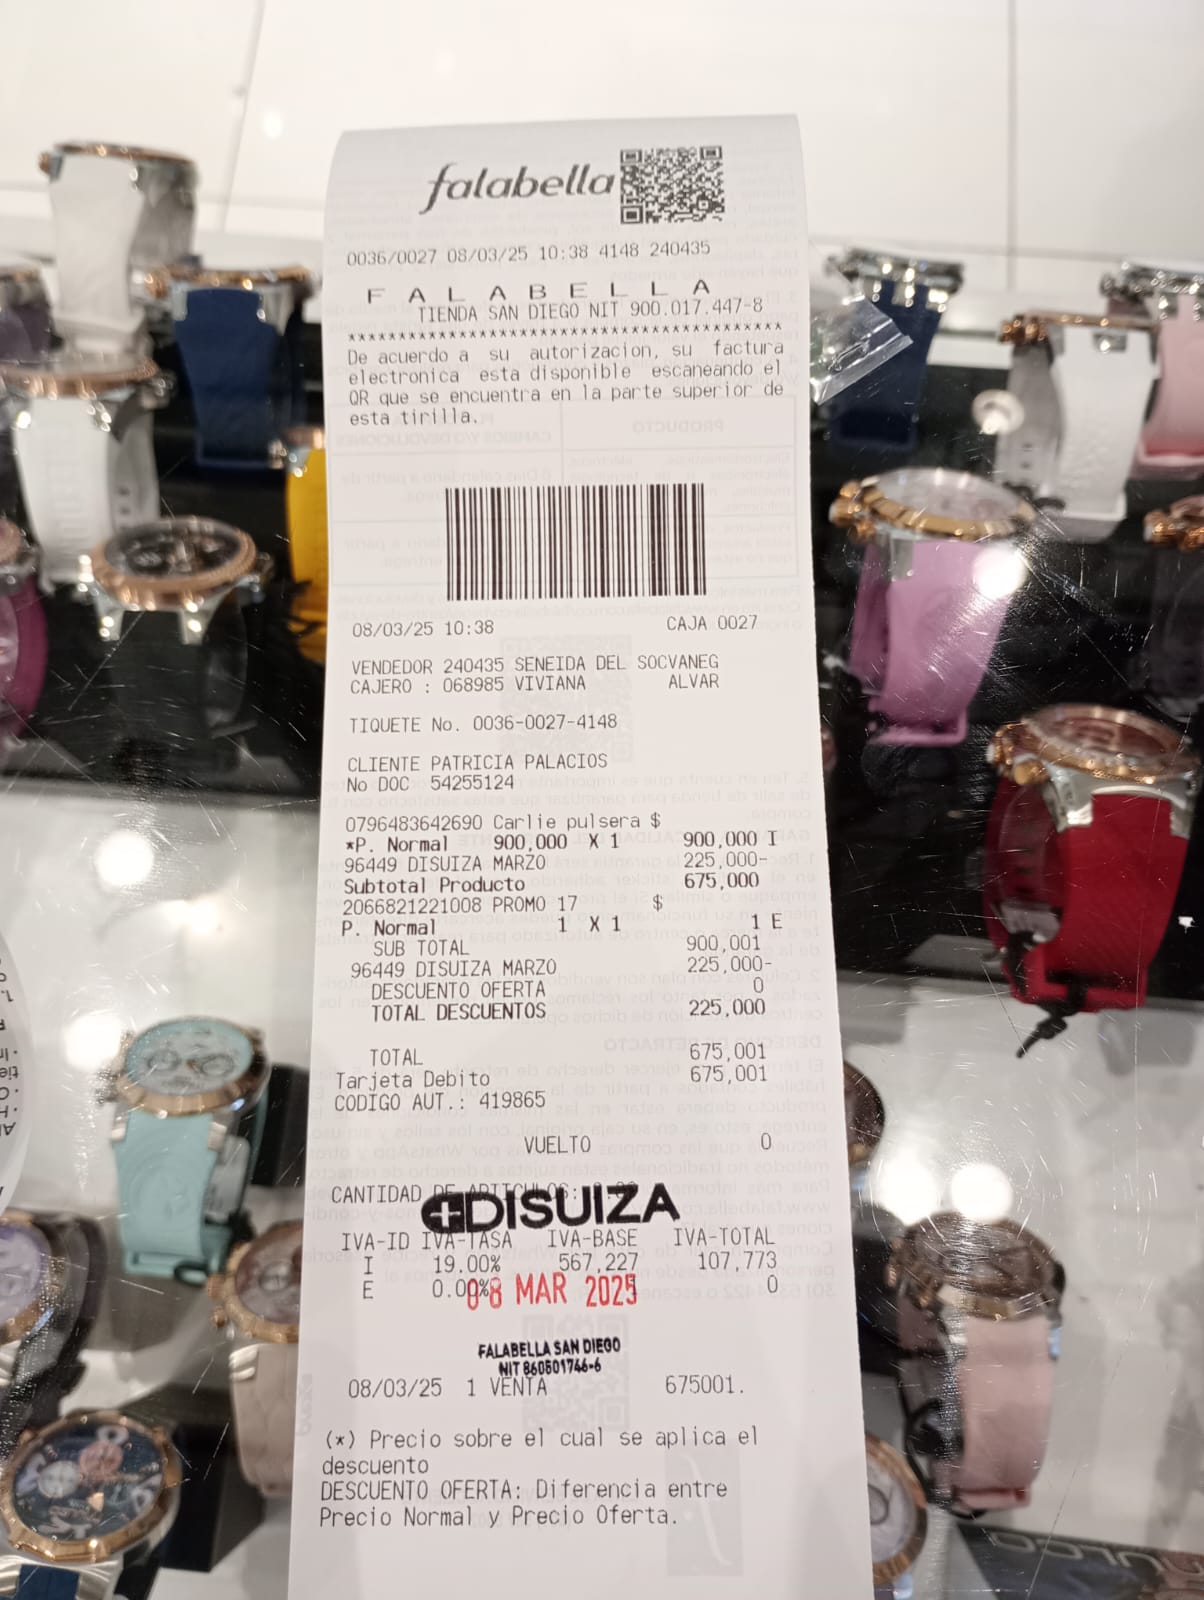 falabella
0036/0027 08/03/25 10:38 4148 240435
F A L A B E L L A
TIENDA SAN DIEGO NIT 900.017.447-8
****************************************
De acuerdo a su autorizacion, su factura
electronica esta disponible escaneando el
QR que se encuentra en la parte superior de
esta tirilla.
08/03/25 10:38 CAJA 0027
VENDEDOR 240435 SENEIDA DEL SOCVANEG
CAJERO : 068985 VIVIANA ALVAR
TIQUETE No. 0036-0027-4148
CLIENTE PATRICIA PALACIOS
No DOC 54255124
0796483642690 Carlie pulsera $
*P. Normal 900,000 X 1 900,000 I
96449 DISUIZA MARZO 225,000-
Subtotal Producto 675,000
2066821221008 PROMO 17 $
P. Normal 1 X 1 1 E
SUB TOTAL 900,001
96449 DISUIZA MARZO 225,000-
DESCUENTO OFERTA 0
TOTAL DESCUENTOS 225,000
TOTAL 675,001
Tarjeta Debito 675,001
CODIGO AUT.: 419865
VUELTO 0
CANTIDAD DE ARTICULOS:
DISUIZA
IVA-ID IVA-TASA IVA-BASE IVA-TOTAL
I 19.00% 567,227 107,773
E 0.00% 0
08 MAR 2025
FALABELLA SAN DIEGO
NIT 860501746-6
08/03/25 1 VENTA 675001.
(*) Precio sobre el cual se aplica el
descuento
DESCUENTO OFERTA: Diferencia entre
Precio Normal y Precio Oferta.